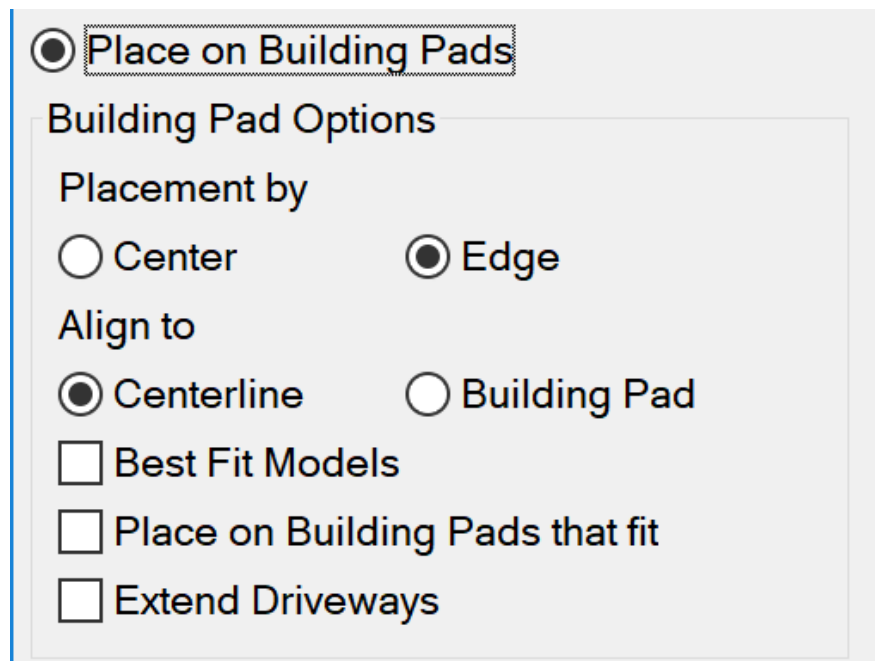 Place on Building Pads
Building Pad Options
Placement by
Center Edge
Align to
Centerline Building Pad
Best Fit Models
Place on Building Pads that fit
Extend Driveways